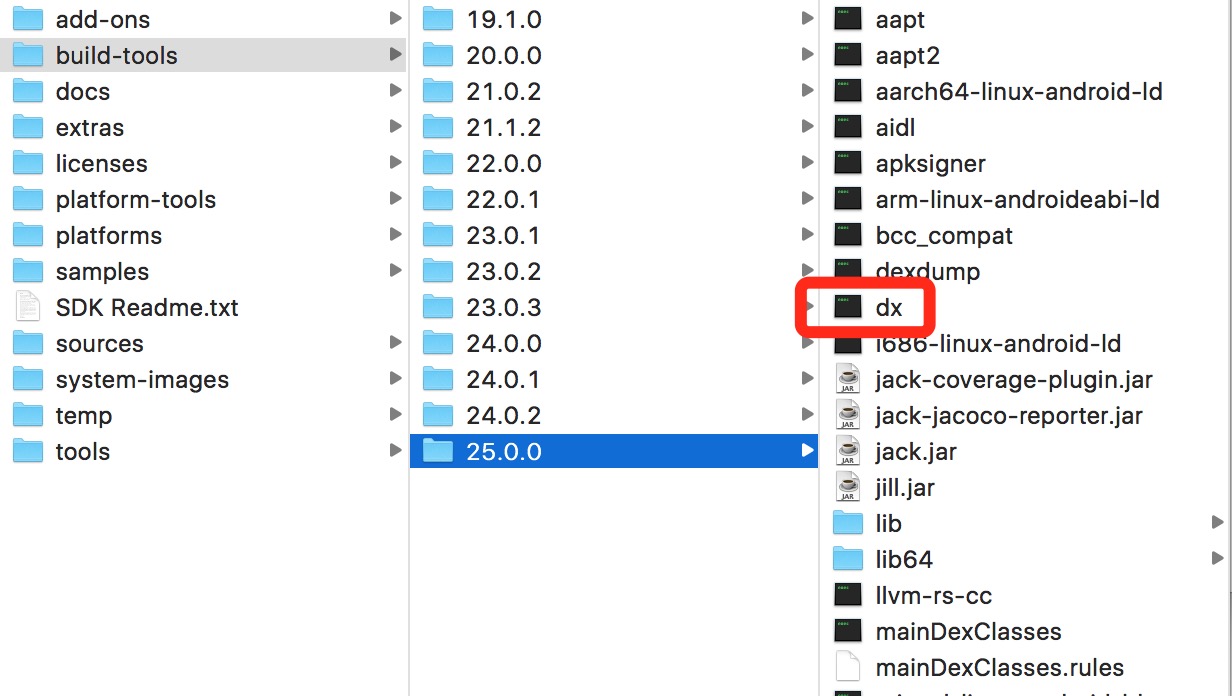 add-ons
build-tools
docs
extras
licenses
platform-tools
platforms
samples
SDK Readme.txt
sources
system-images
temp
tools
19.1.0
20.0.0
21.0.2
21.1.2
22.0.0
22.0.1
23.0.1
23.0.2
23.0.3
24.0.0
24.0.1
24.0.2
25.0.0
aapt
aapt2
aarch64-linux-android-ld
aidl
apksigner
arm-linux-androideabi-ld
bcc_compat
dexdump
dx
i686-linux-android-ld
jack-coverage-plugin.jar
jack-jacoco-reporter.jar
jack.jar
jill.jar
lib
lib64
llvm-rs-cc
mainDexClasses
mainDexClasses.rules